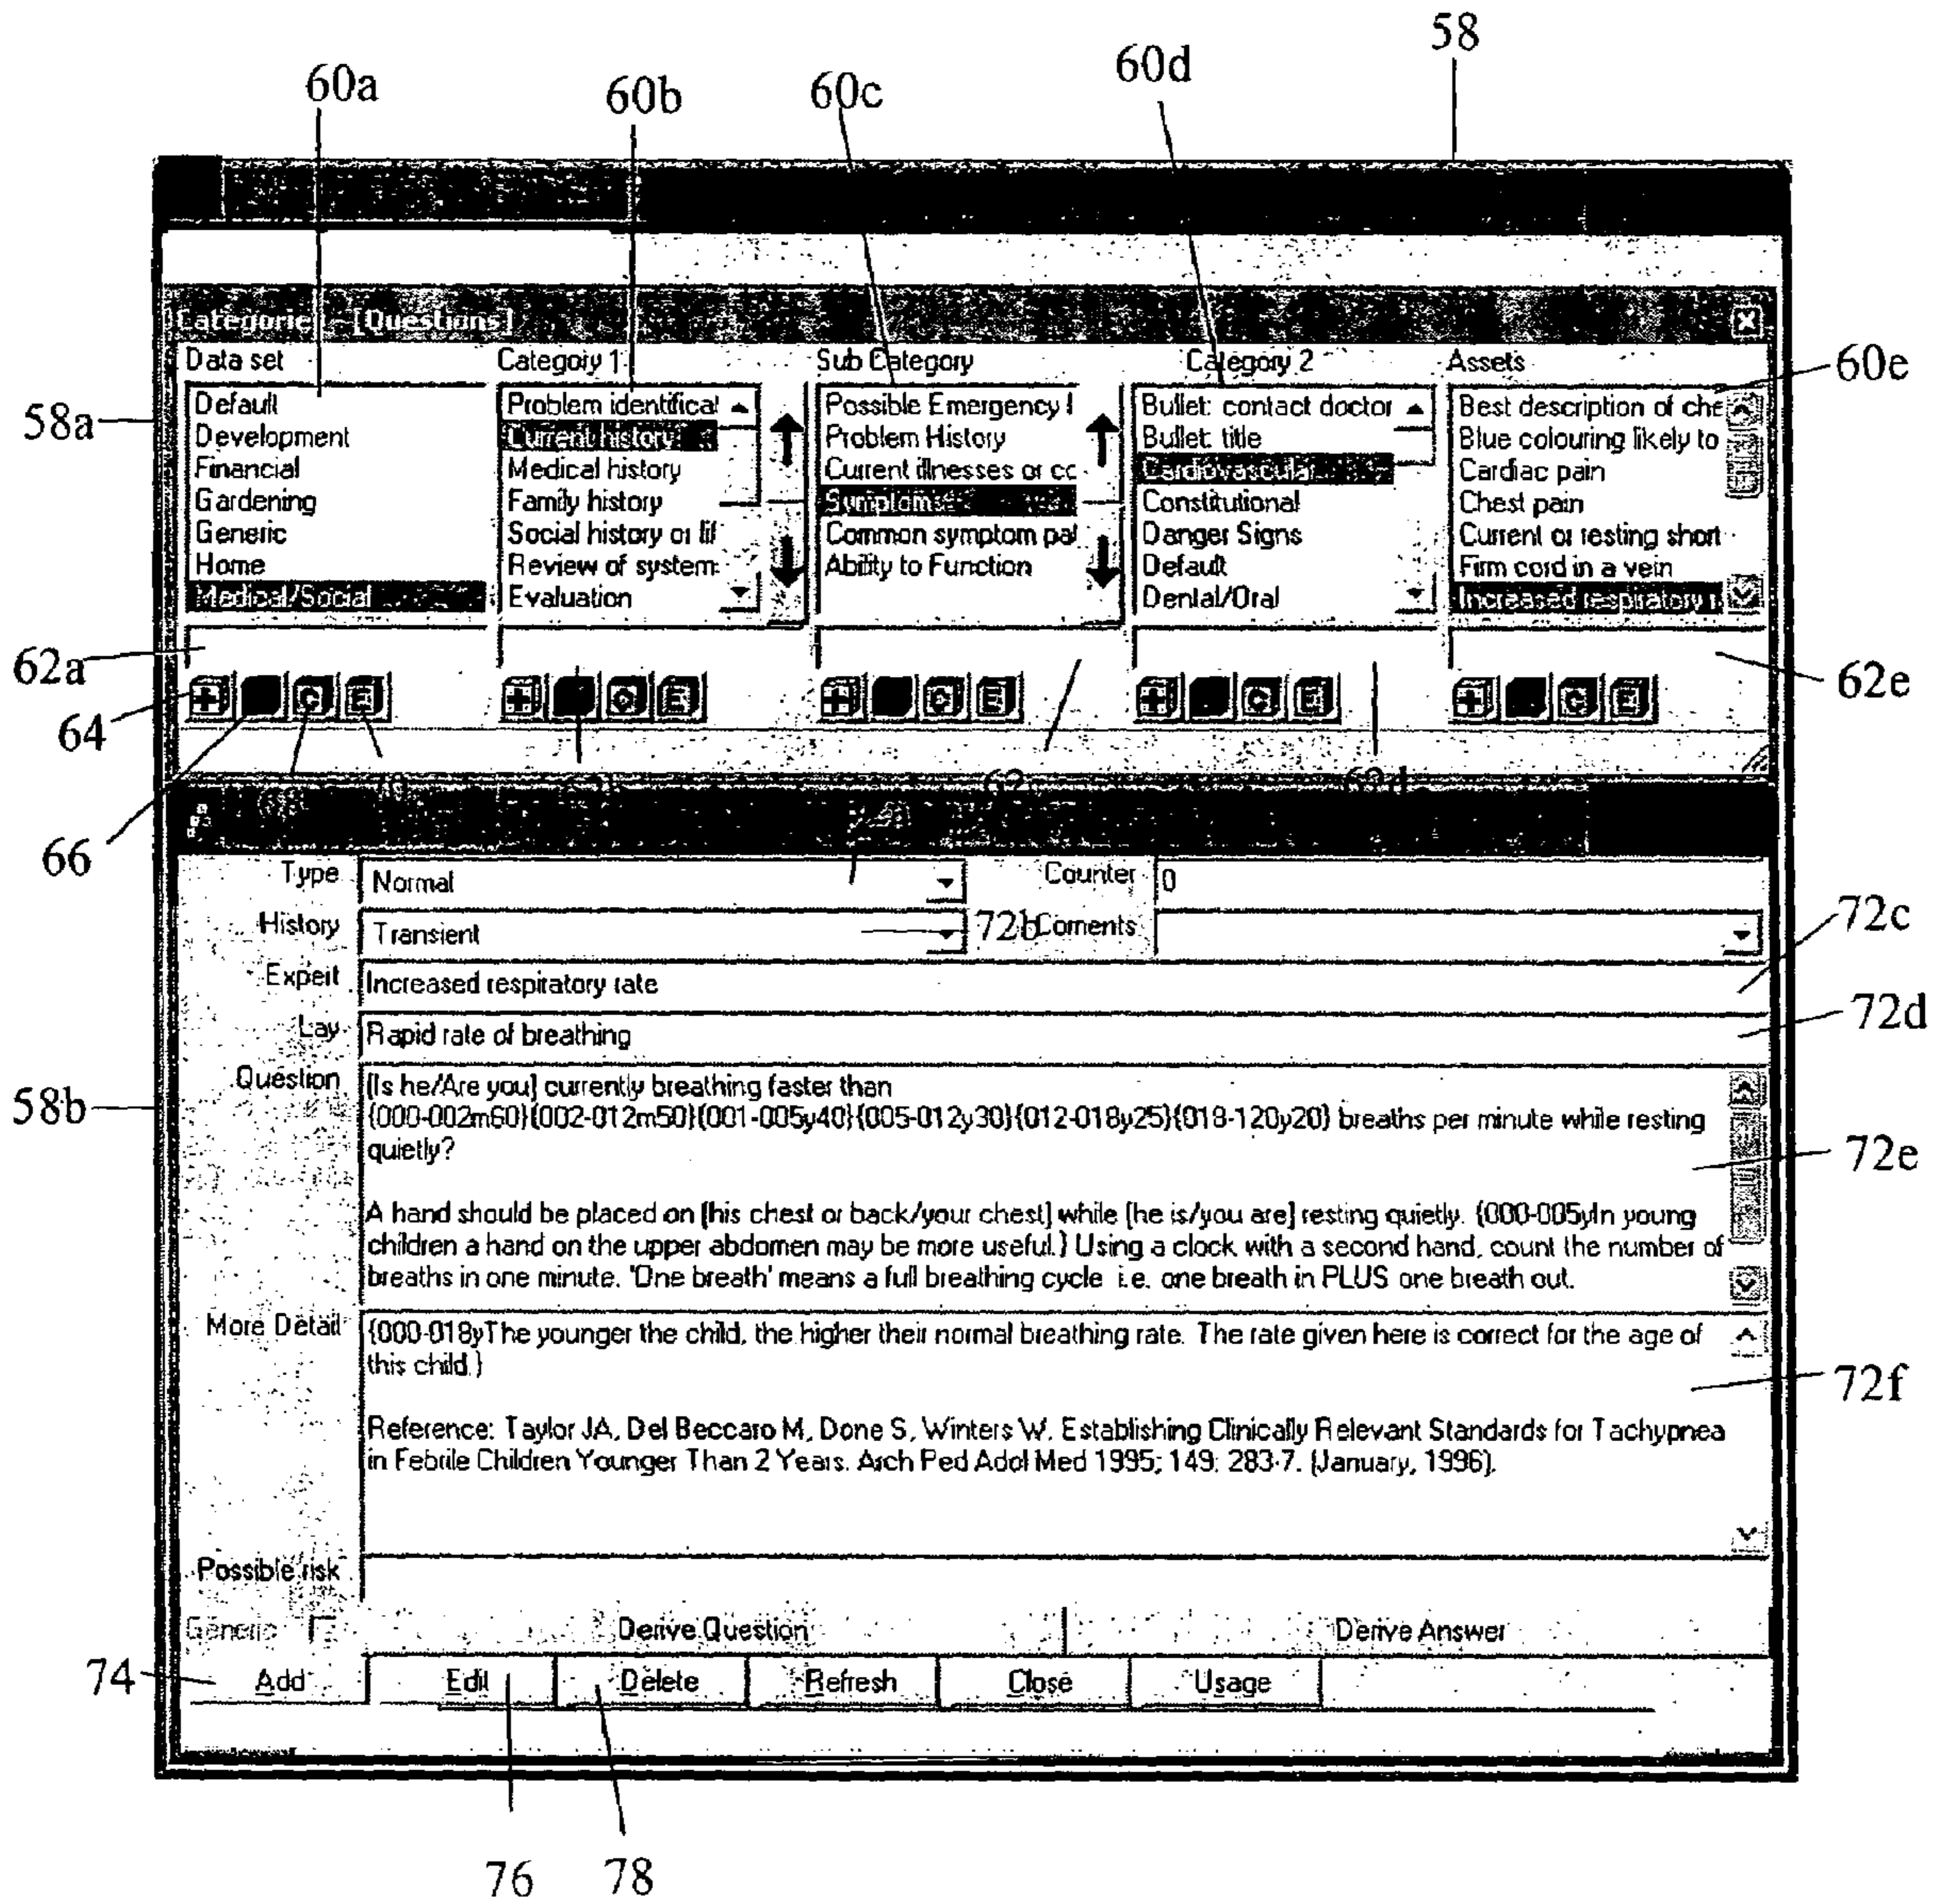 58
60a
60b
60c
60d
[Questions]
Data set
Category 1
Sub Category
Category 2
Assets
60e
58a
Default
Development
Financial
Gardening
Generic
Home
Medical/Social
Problem identificat
Current history
Medical history
Family history
Social history or lif
Review of system
Evaluation
Possible Emergency
Problem History
Current illnesses or cc
Symptoms
Common symptom pat
Ability to Function
Bullet: contact doctor
Bullet: title
Cardiovascular
Constitutional
Danger Signs
Default
Dental/Oral
Best description of che
Blue colouring likely to
Cardiac pain
Chest pain
Current or resting short
Firm cord in a vein
Increased respiratory
62a
62e
+ C E
+ C E
+ C E
+ C E
+ C E
64
66
Type
Normal
Counter
0
History
Transient
72b
Coments
72c
Expert
Increased respiratory rate
Lay
Rapid rate of breathing
72d
58b
Question
[Is he/Are you] currently breathing faster than
{000-002m60}{002-012m50}{001-005y40}{005-012y30}{012-018y25}{018-120y20} breaths per minute while resting
quietly?
72e
A hand should be placed on [his chest or back/your chest] while [he is/you are] resting quietly. {000-005yIn young
children a hand on the upper abdomen may be more useful.} Using a clock with a second hand, count the number of
breaths in one minute. 'One breath' means a full breathing cycle i.e. one breath in PLUS one breath out.
More Detail
{000-018yThe younger the child, the higher their normal breathing rate. The rate given here is correct for the age of
this child.}
72f
Reference: Taylor JA, Del Beccaro M, Done S, Winters W. Establishing Clinically Relevant Standards for Tachypnea
in Febrile Children Younger Than 2 Years. Arch Ped Adol Med 1995; 149: 283-7. (January, 1996).
Possible risk
Generic
Derive Question
Derive Answer
74
Add
Edit
Delete
Refresh
Close
Usage
76
78